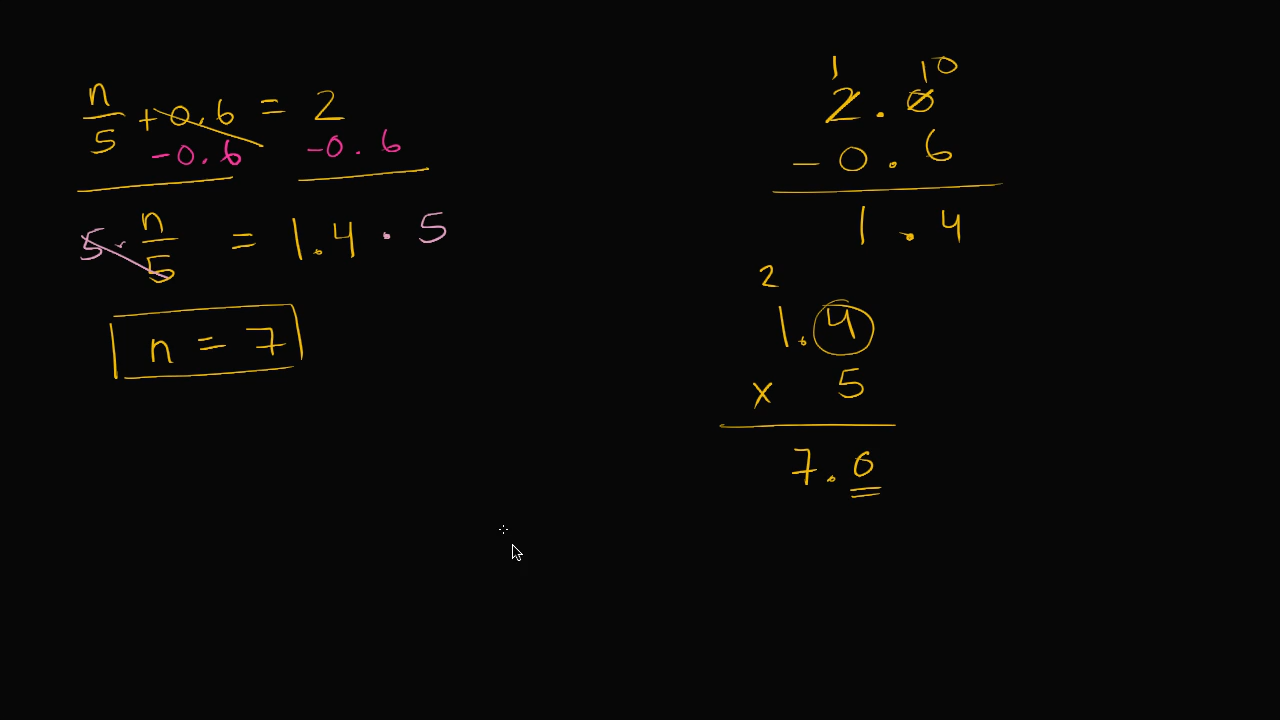 n/5 + 0.6 = 2
-0.6 -0.6
5 · n/5 = 1.4 · 5
n = 7
1 10
2.0
- 0.6
1.4
2
1.4
x 5
7.0